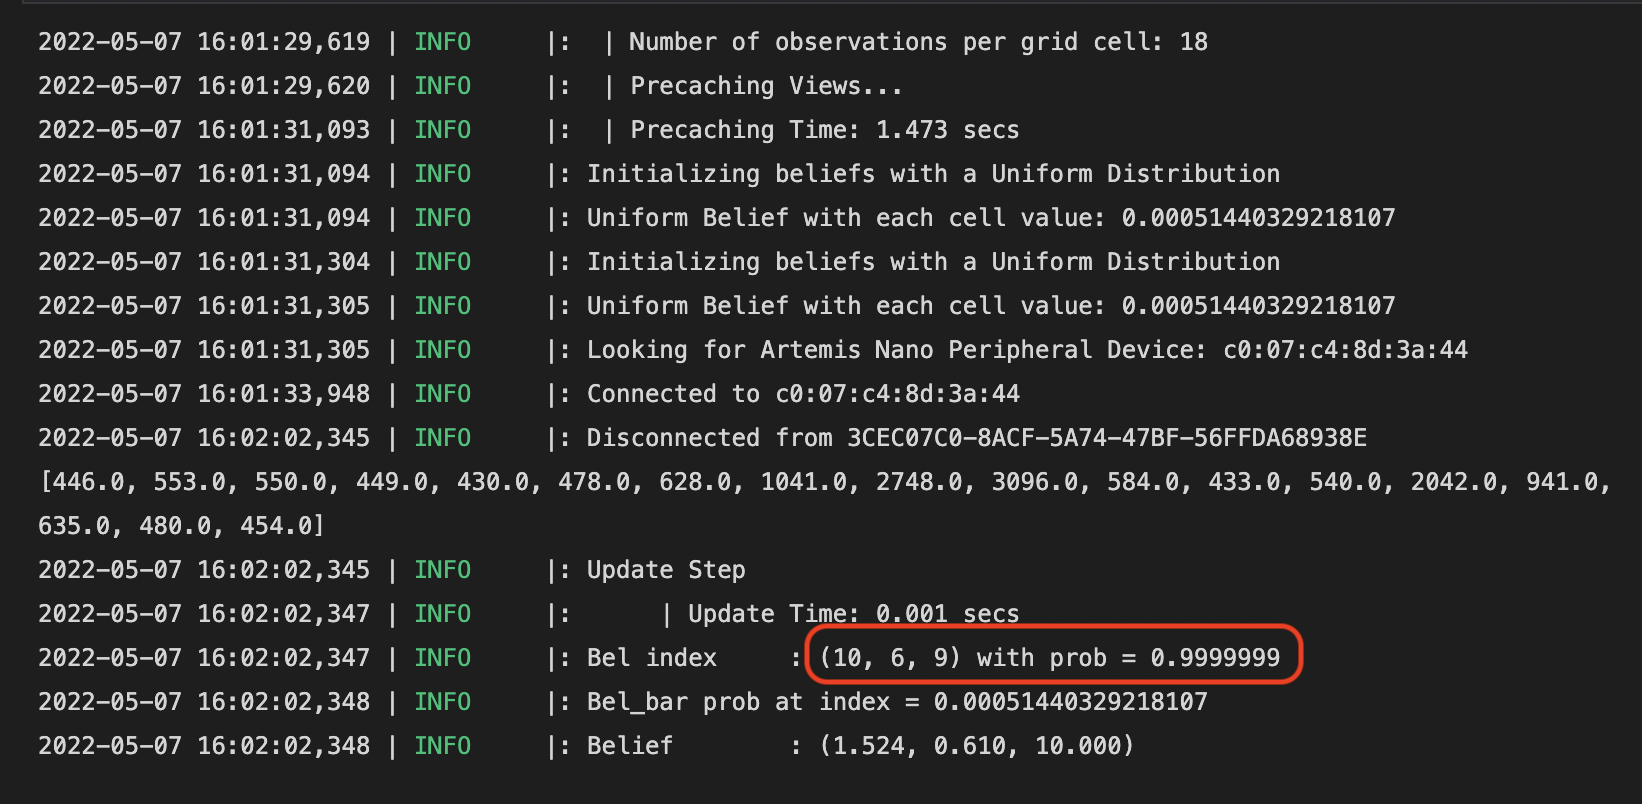 2022-05-07 16:01:29,619 | INFO     |:  | Number of observations per grid cell: 18
2022-05-07 16:01:29,620 | INFO     |:  | Precaching Views...
2022-05-07 16:01:31,093 | INFO     |:  | Precaching Time: 1.473 secs
2022-05-07 16:01:31,094 | INFO     |: Initializing beliefs with a Uniform Distribution
2022-05-07 16:01:31,094 | INFO     |: Uniform Belief with each cell value: 0.00051440329218107
2022-05-07 16:01:31,304 | INFO     |: Initializing beliefs with a Uniform Distribution
2022-05-07 16:01:31,305 | INFO     |: Uniform Belief with each cell value: 0.00051440329218107
2022-05-07 16:01:31,305 | INFO     |: Looking for Artemis Nano Peripheral Device: c0:07:c4:8d:3a:44
2022-05-07 16:01:33,948 | INFO     |: Connected to c0:07:c4:8d:3a:44
2022-05-07 16:02:02,345 | INFO     |: Disconnected from 3CEC07C0-8ACF-5A74-47BF-56FFDA68938E
[446.0, 553.0, 550.0, 449.0, 430.0, 478.0, 628.0, 1041.0, 2748.0, 3096.0, 584.0, 433.0, 540.0, 2042.0, 941.0,
635.0, 480.0, 454.0]
2022-05-07 16:02:02,345 | INFO     |: Update Step
2022-05-07 16:02:02,347 | INFO     |:      | Update Time: 0.001 secs
2022-05-07 16:02:02,347 | INFO     |: Bel index     : (10, 6, 9) with prob = 0.9999999
2022-05-07 16:02:02,348 | INFO     |: Bel_bar prob at index = 0.00051440329218107
2022-05-07 16:02:02,348 | INFO     |: Belief        : (1.524, 0.610, 10.000)